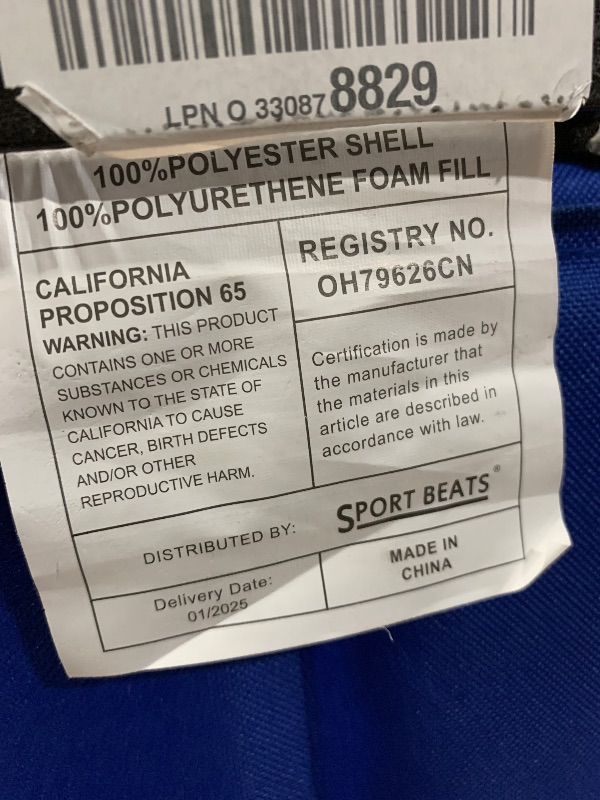 LPN O 330878829
100%POLYESTER SHELL
100%POLYURETHENE FOAM FILL
CALIFORNIA
PROPOSITION 65
WARNING: THIS PRODUCT
CONTAINS ONE OR MORE
SUBSTANCES OR CHEMICALS
KNOWN TO THE STATE OF
CALIFORNIA TO CAUSE
CANCER, BIRTH DEFECTS
AND/OR OTHER
REPRODUCTIVE HARM.
REGISTRY NO.
OH79626CN
Certification is made by
the manufacturer that
the materials in this
article are described in
accordance with law.
DISTRIBUTED BY:
SPORT BEATS®
Delivery Date:
01/2025
MADE IN
CHINA